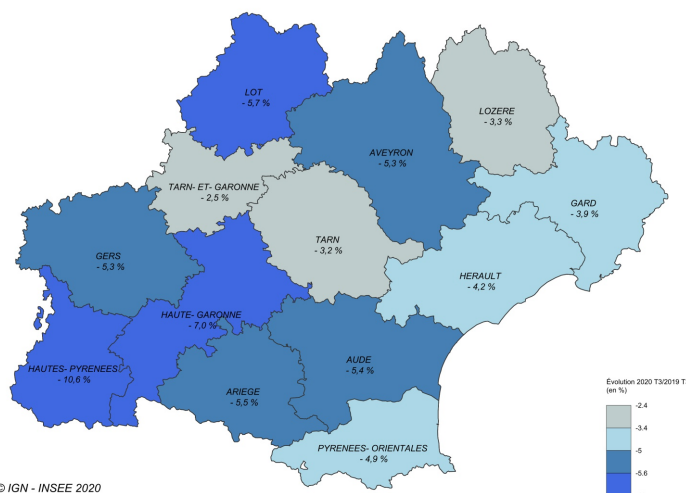 LOT
- 5,7 %
LOZERE
- 3,3 %
AVEYRON
- 5,3 %
TARN- ET- GARONNE
- 2,5 %
GARD
- 3,9 %
TARN
- 3,2 %
GERS
- 5,3 %
HERAULT
- 4,2 %
HAUTE- GARONNE
- 7,0 %
AUDE
- 5,4 %
HAUTES- PYRENEES
- 10,6 %
ARIEGE
- 5,5 %
PYRENEES- ORIENTALES
- 4,9 %
Évolution 2020 T3/2019 T
(en %)
-2.4
-3.4
-5
-5.6
© IGN - INSEE 2020